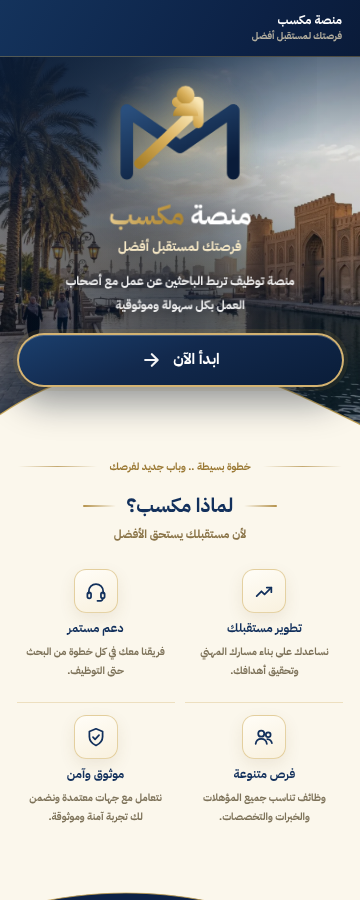 منصة مكسب
فرصتك لمستقبل أفضل
منصة مكسب
فرصتك لمستقبل أفضل
منصة توظيف تربط الباحثين عن عمل مع أصحاب
العمل بكل سهولة وموثوقية
ابدأ الآن
خطوة بسيطة .. وباب جديد لفرصك
لماذا مكسب؟
لأن مستقبلك يستحق الأفضل
تطوير مستقبلك
نساعدك على بناء مسارك المهني
وتحقيق أهدافك.
دعم مستمر
فريقنا معك في كل خطوة من البحث
حتى التوظيف.
فرص متنوعة
وظائف تناسب جميع المؤهلات
والخبرات والتخصصات.
موثوق وآمن
نتعامل مع جهات معتمدة ونضمن
لك تجربة آمنة وموثوقة.